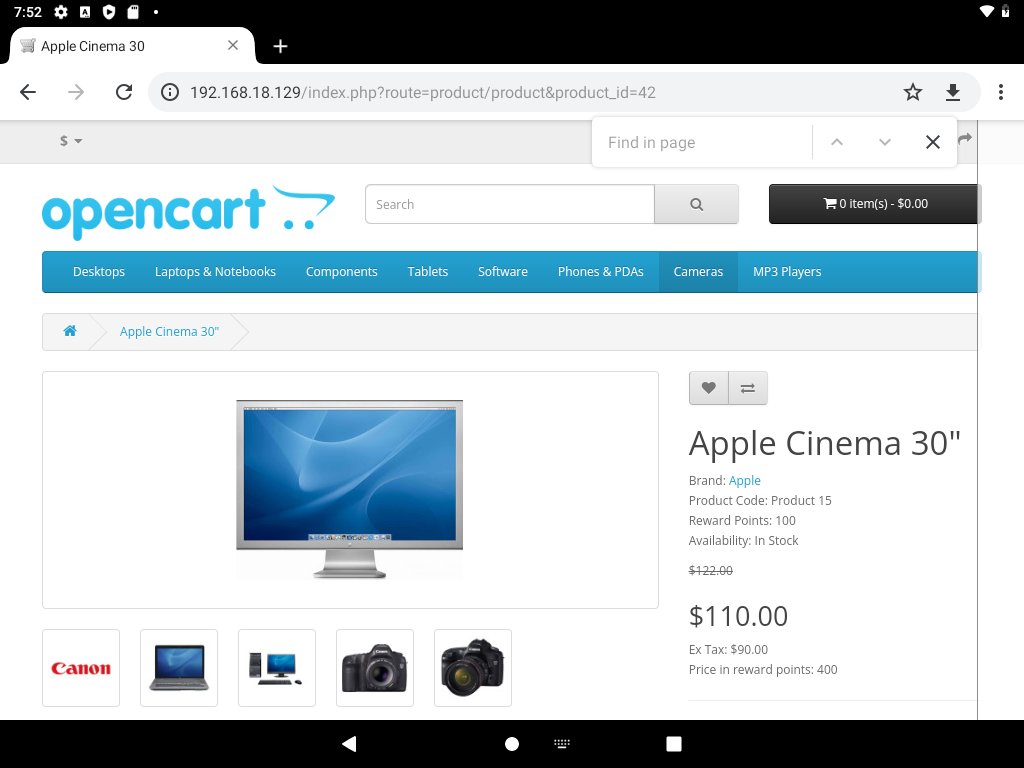 7:52
Apple Cinema 30
192.168.18.129/index.php?route=product/product&product_id=42
$
Find in page
opencart
Search
0 item(s) - $0.00
Desktops
Laptops & Notebooks
Components
Tablets
Software
Phones & PDAs
Cameras
MP3 Players
Apple Cinema 30"
Apple Cinema 30"
Brand: Apple
Product Code: Product 15
Reward Points: 100
Availability: In Stock
$122.00
$110.00
Ex Tax: $90.00
Price in reward points: 400
Canon